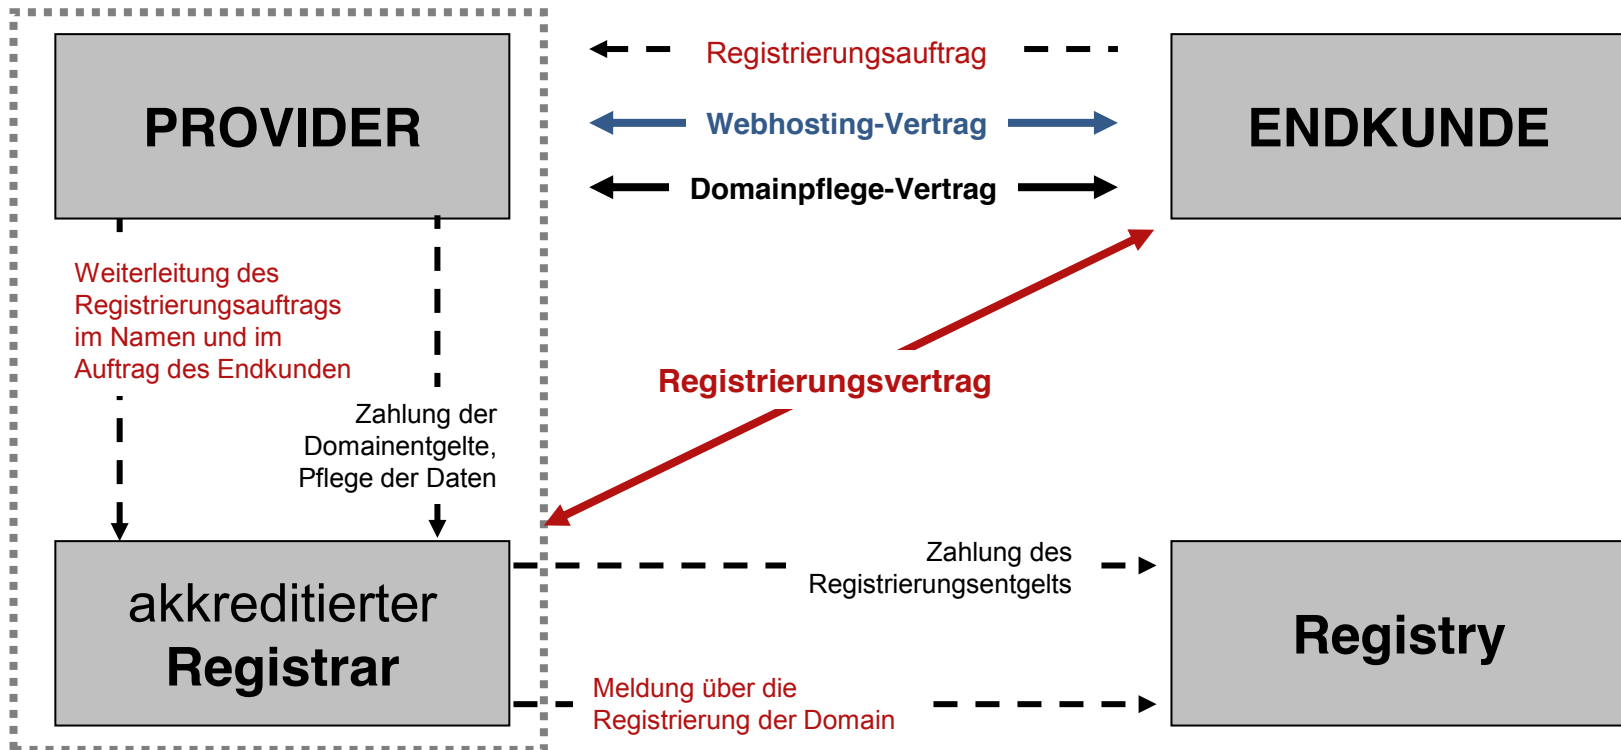 PROVIDER
Registrierungsauftrag
Webhosting-Vertrag
Domainpflege-Vertrag
ENDKUNDE
Weiterleitung des
Registrierungsauftrags
im Namen und im
Auftrag des Endkunden
Zahlung der
Domainentgelte,
Pflege der Daten
Registrierungsvertrag
akkreditierter
Registrar
Zahlung des
Registrierungsentgelts
Meldung über die
Registrierung der Domain
Registry